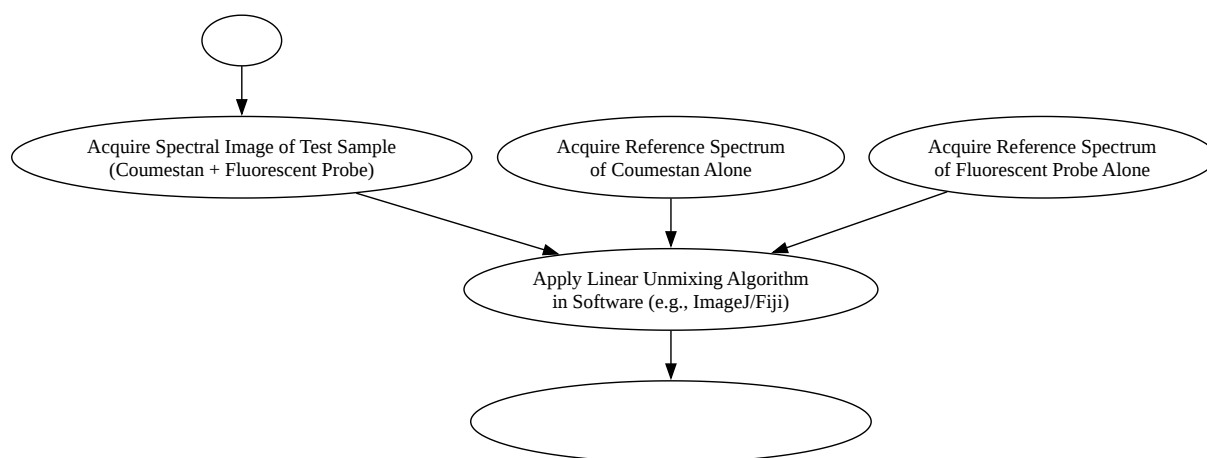 Acquire Spectral Image of Test Sample
(Coumestan + Fluorescent Probe)
Acquire Reference Spectrum
of Coumestan Alone
Acquire Reference Spectrum
of Fluorescent Probe Alone
Apply Linear Unmixing Algorithm
in Software (e.g., ImageJ/Fiji)